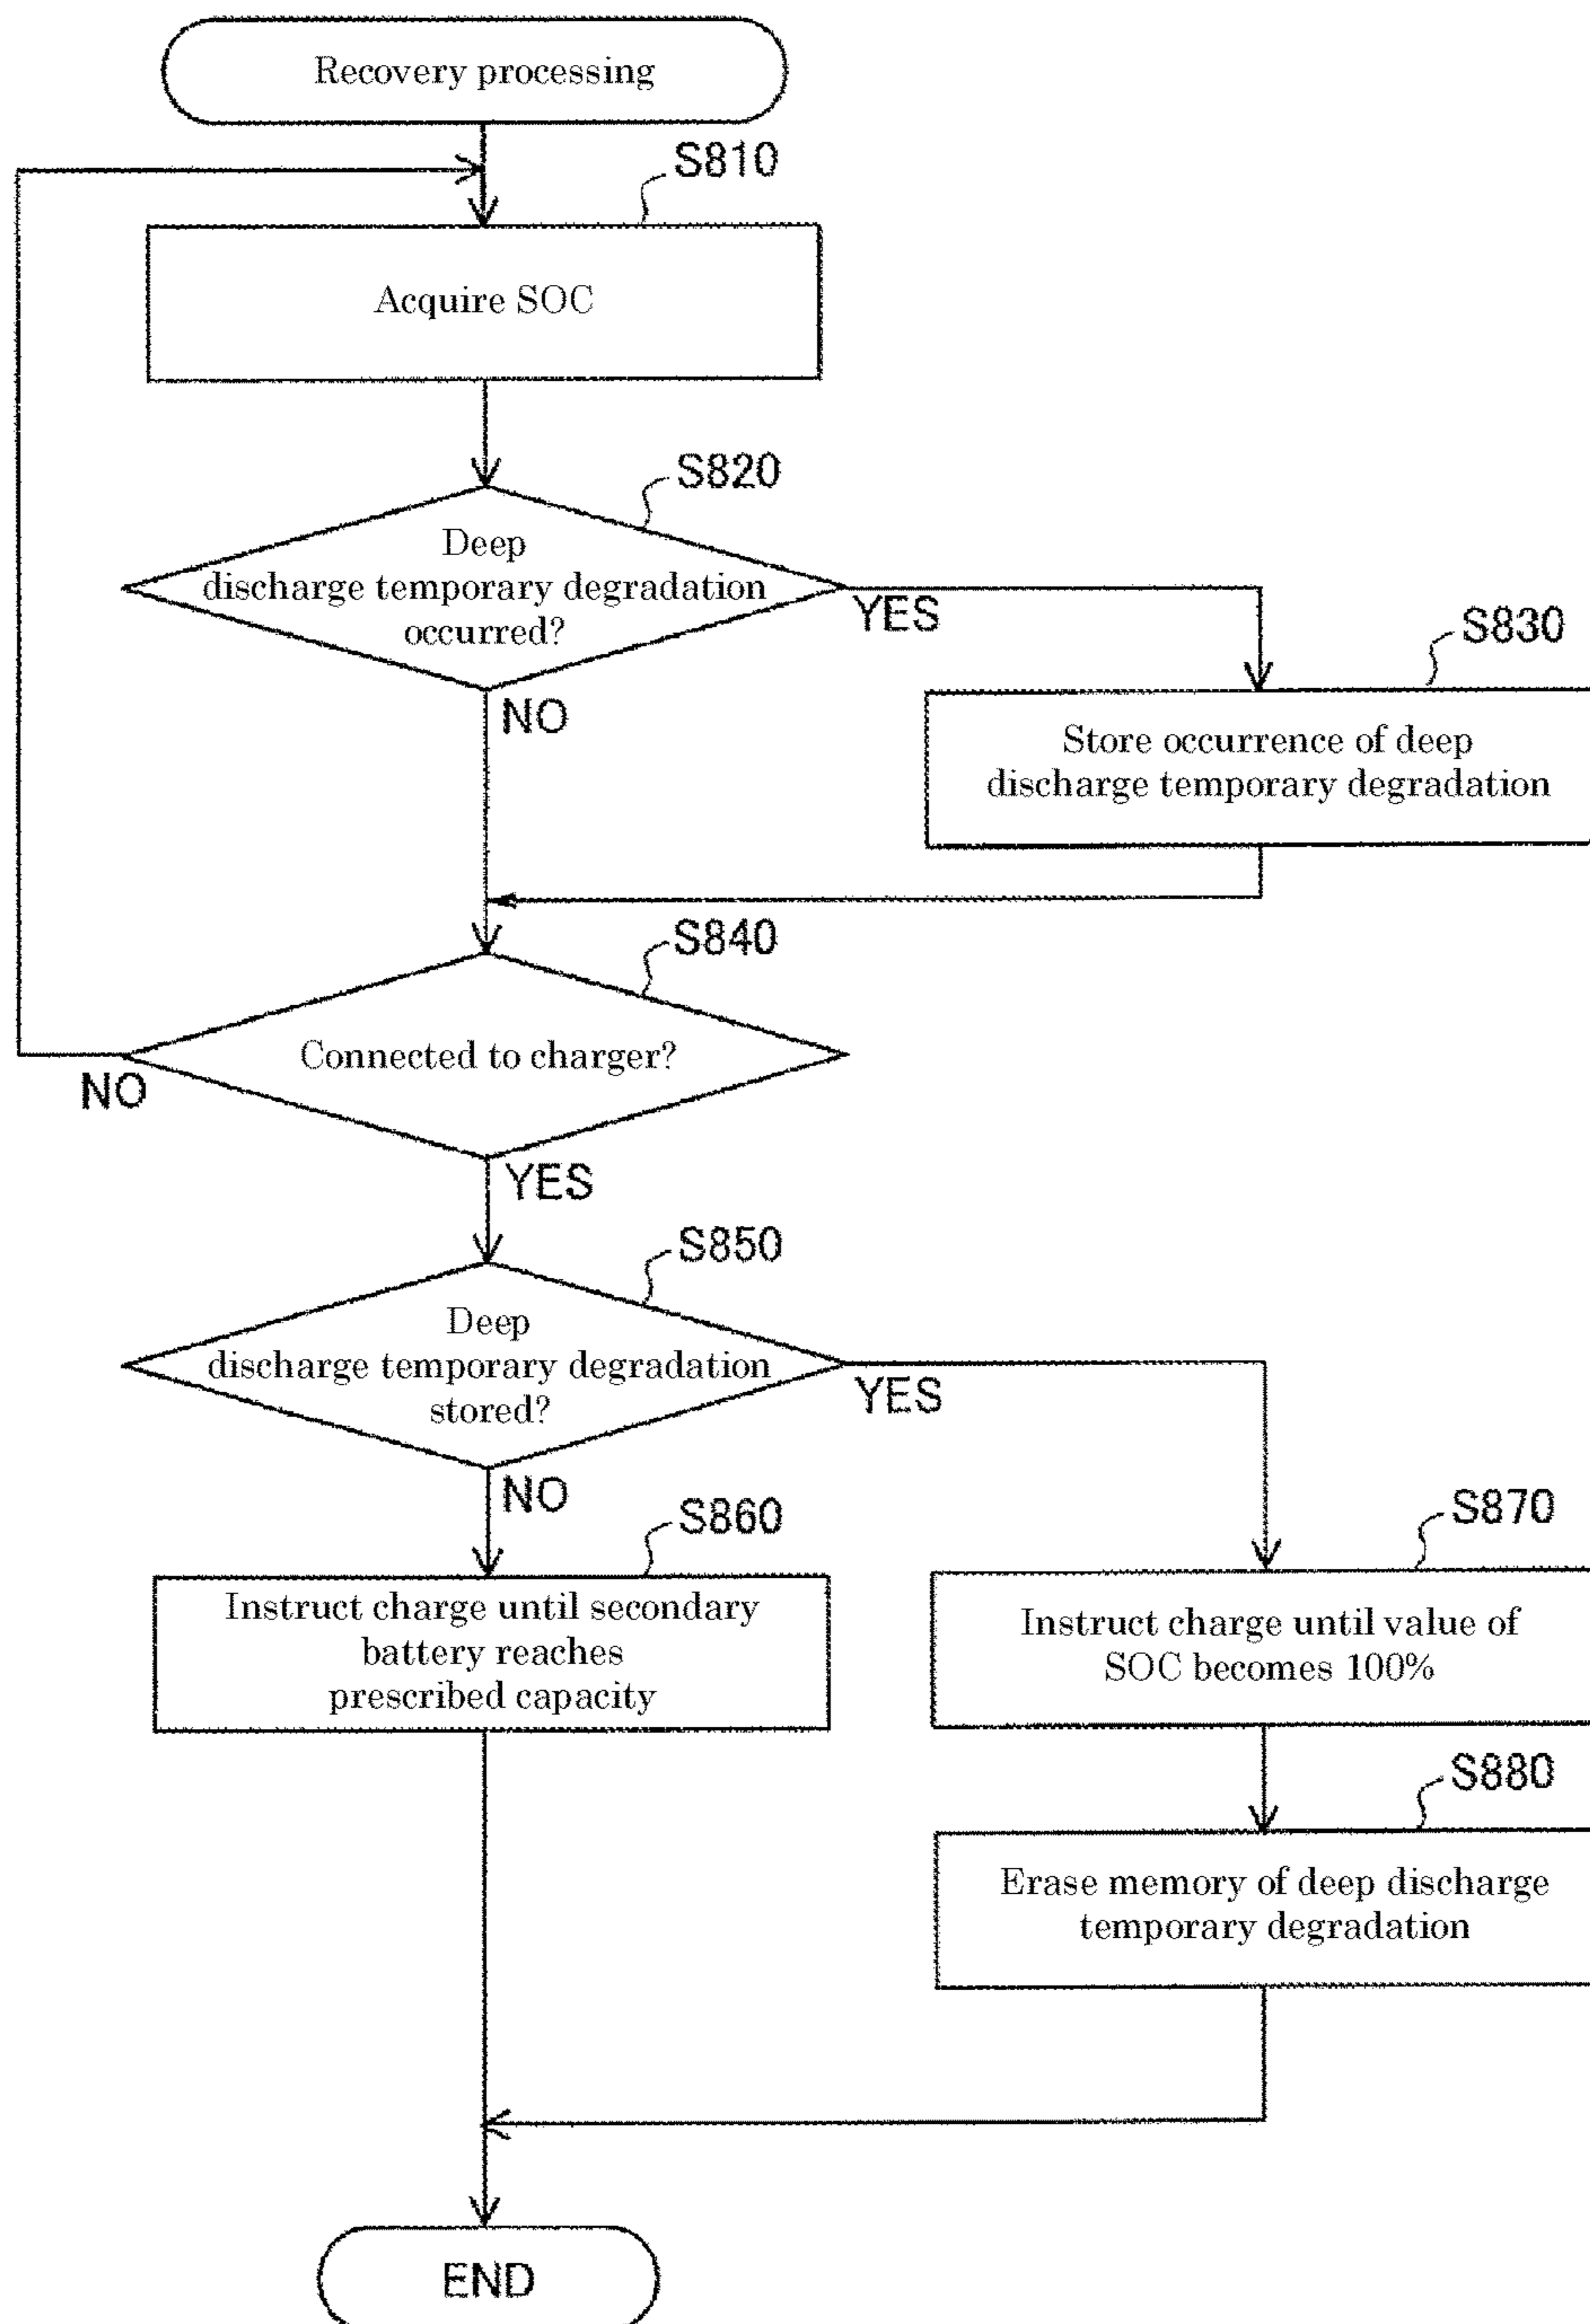 Recovery processing
S810
Acquire SOC
S820
Deep
discharge temporary degradation
occurred?
YES
NO
S830
Store occurrence of deep
discharge temporary degradation
S840
Connected to charger?
NO
YES
S850
Deep
discharge temporary degradation
stored?
YES
NO
S860
Instruct charge until secondary
battery reaches
prescribed capacity
S870
Instruct charge until value of
SOC becomes 100%
S880
Erase memory of deep discharge
temporary degradation
END